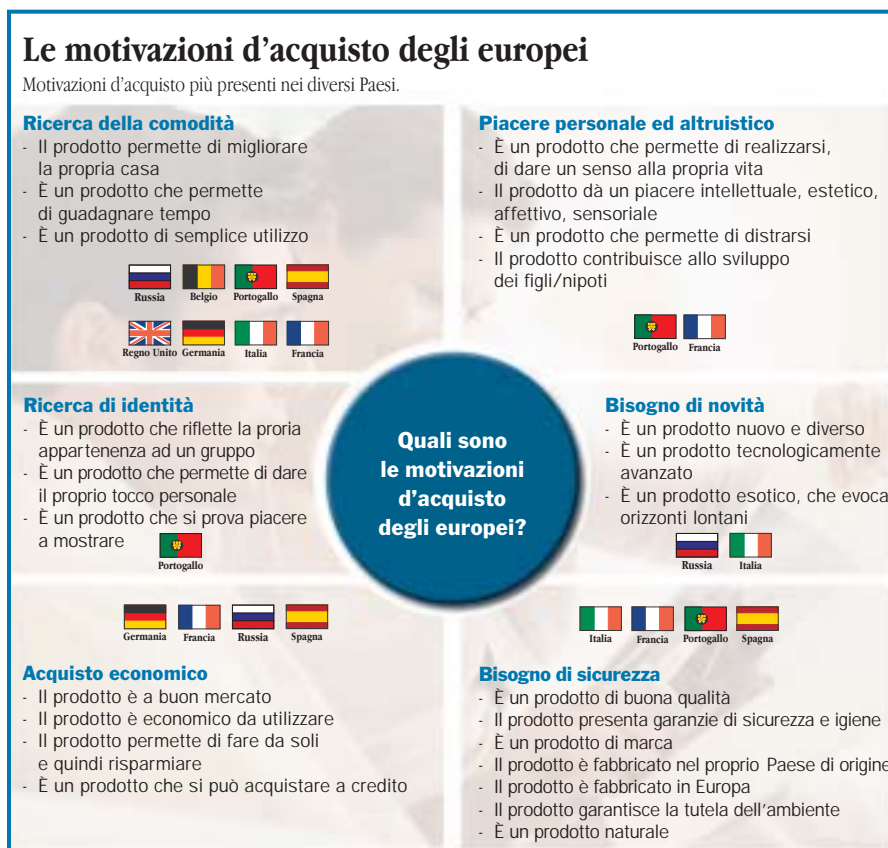 Le motivazioni d'acquisto degli europei
Motivazioni d'acquisto più presenti nei diversi Paesi.
Ricerca della comodità
- Il prodotto permette di migliorare
la propria casa
- È un prodotto che permette
di guadagnare tempo
- È un prodotto di semplice utilizzo
Russia Belgio Portogallo Spagna
Regno Unito Germania Italia Francia
Piacere personale ed altruistico
- È un prodotto che permette di realizzarsi,
di dare un senso alla propria vita
- Il prodotto dà un piacere intellettuale, estetico,
affettivo, sensoriale
- È un prodotto che permette di distrarsi
- Il prodotto contribuisce allo sviluppo
dei figli/nipoti
Portogallo Francia
Ricerca di identità
- È un prodotto che riflette la proria
appartenenza ad un gruppo
- È un prodotto che permette di dare
il proprio tocco personale
- È un prodotto che si prova piacere
a mostrare
Portogallo
Quali sono
le motivazioni
d'acquisto
degli europei?
Bisogno di novità
- È un prodotto nuovo e diverso
- È un prodotto tecnologicamente
avanzato
- È un prodotto esotico, che evoca
orizzonti lontani
Russia Italia
Germania Francia Russia Spagna
Acquisto economico
- Il prodotto è a buon mercato
- Il prodotto è economico da utilizzare
- Il prodotto permette di fare da soli
e quindi risparmiare
- È un prodotto che si può acquistare a credito
Italia Francia Portogallo Spagna
Bisogno di sicurezza
- È un prodotto di buona qualità
- Il prodotto presenta garanzie di sicurezza e igiene
- È un prodotto di marca
- Il prodotto è fabbricato nel proprio Paese di origine
- Il prodotto è fabbricato in Europa
- Il prodotto garantisce la tutela dell'ambiente
- È un prodotto naturale